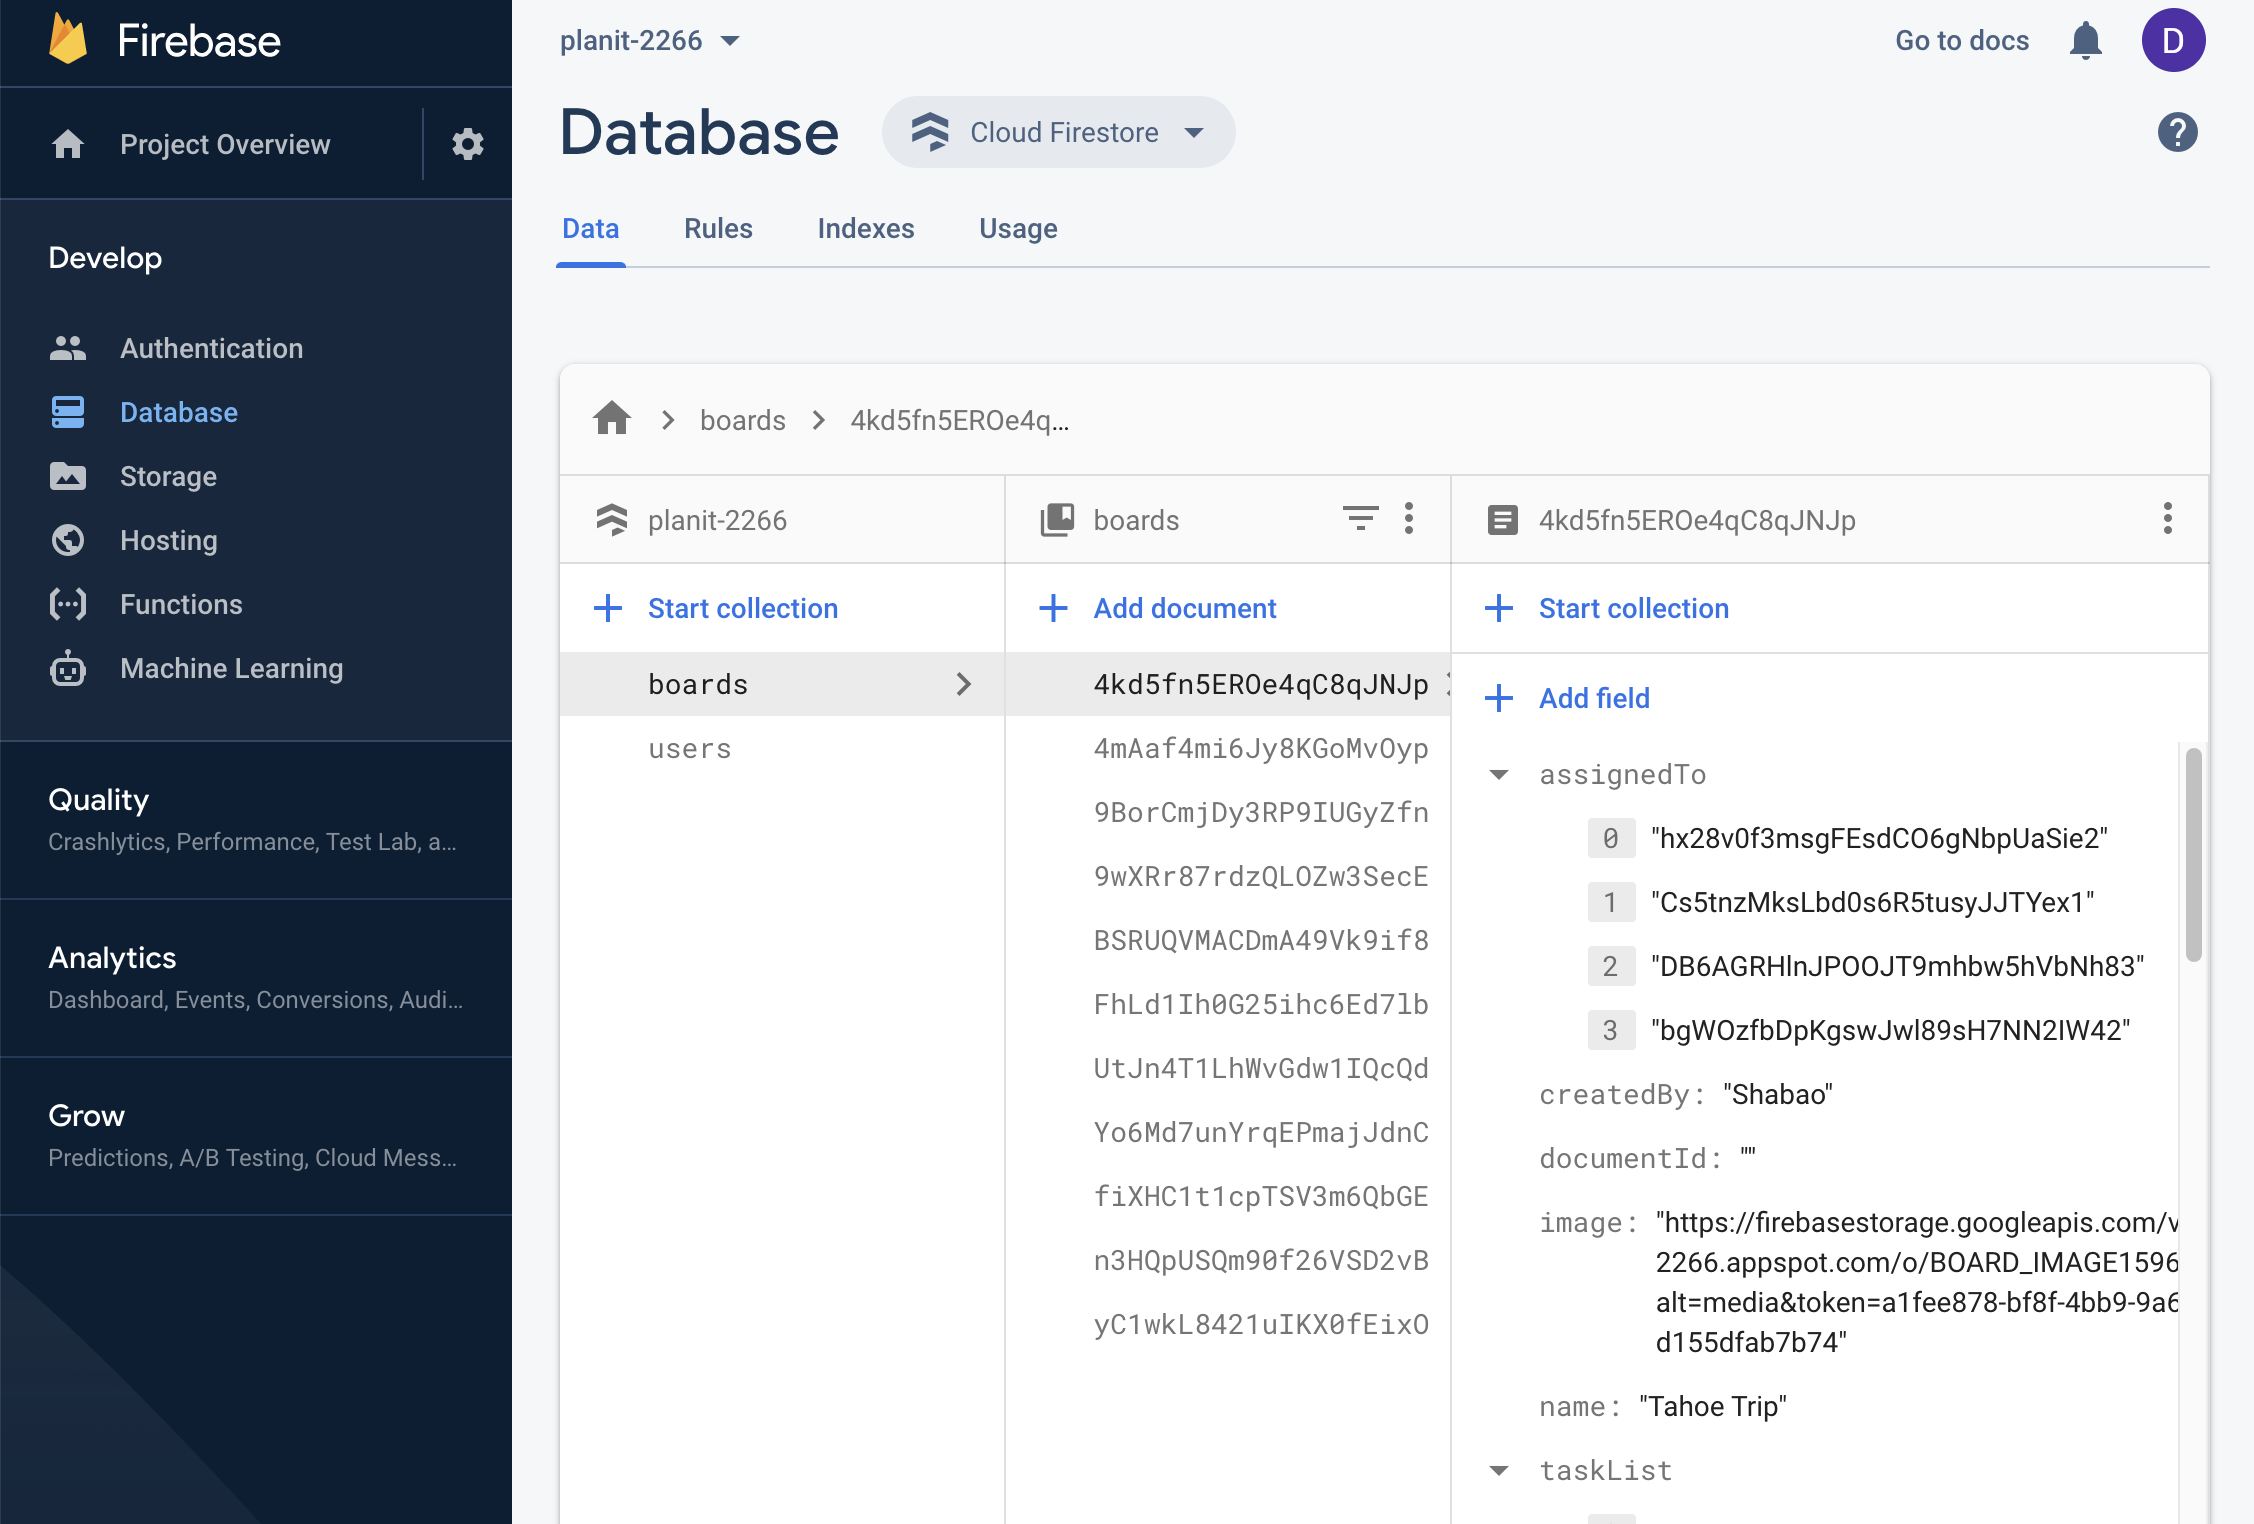 Firebase
Project Overview
Develop
Authentication
Database
Storage
Hosting
Functions
Machine Learning
Quality
Crashlytics, Performance, Test Lab, a...
Analytics
Dashboard, Events, Conversions, Audi...
Grow
Predictions, A/B Testing, Cloud Mess...
planit-2266
Go to docs
D
Database
Cloud Firestore
?
Data
Rules
Indexes
Usage
boards
4kd5fn5EROe4q...
planit-2266
Start collection
boards
users
boards
Add document
4kd5fn5EROe4qC8qJNJp
4mAaf4mi6Jy8KGoMvOyp
9BorCmjDy3RP9IUGyZfn
9wXRr87rdzQLOZw3SecE
BSRUQVMACDmA49Vk9if8
FhLd1Ih0G25ihc6Ed7lb
UtJn4T1LhWvGdw1IQcQd
Yo6Md7unYrqEPmajJdnC
fiXHC1t1cpTSV3m6QbGE
n3HQpUSQm90f26VSD2vB
yC1wkL8421uIKX0fEixO
4kd5fn5EROe4qC8qJNJp
Start collection
Add field
assignedTo
0 "hx28v0f3msgFEsdCO6gNbpUaSie2"
1 "Cs5tnzMksLbd0s6R5tusyJJTYex1"
2 "DB6AGRHlnJPOOJT9mhbw5hVbNh83"
3 "bgWOzfbDpKgswJwl89sH7NN2IW42"
createdBy: "Shabao"
documentId: ""
image: "https://firebasestorage.googleapis.com/v
2266.appspot.com/o/BOARD_IMAGE1596
alt=media&token=a1fee878-bf8f-4bb9-9a6
d155dfab7b74"
name: "Tahoe Trip"
taskList